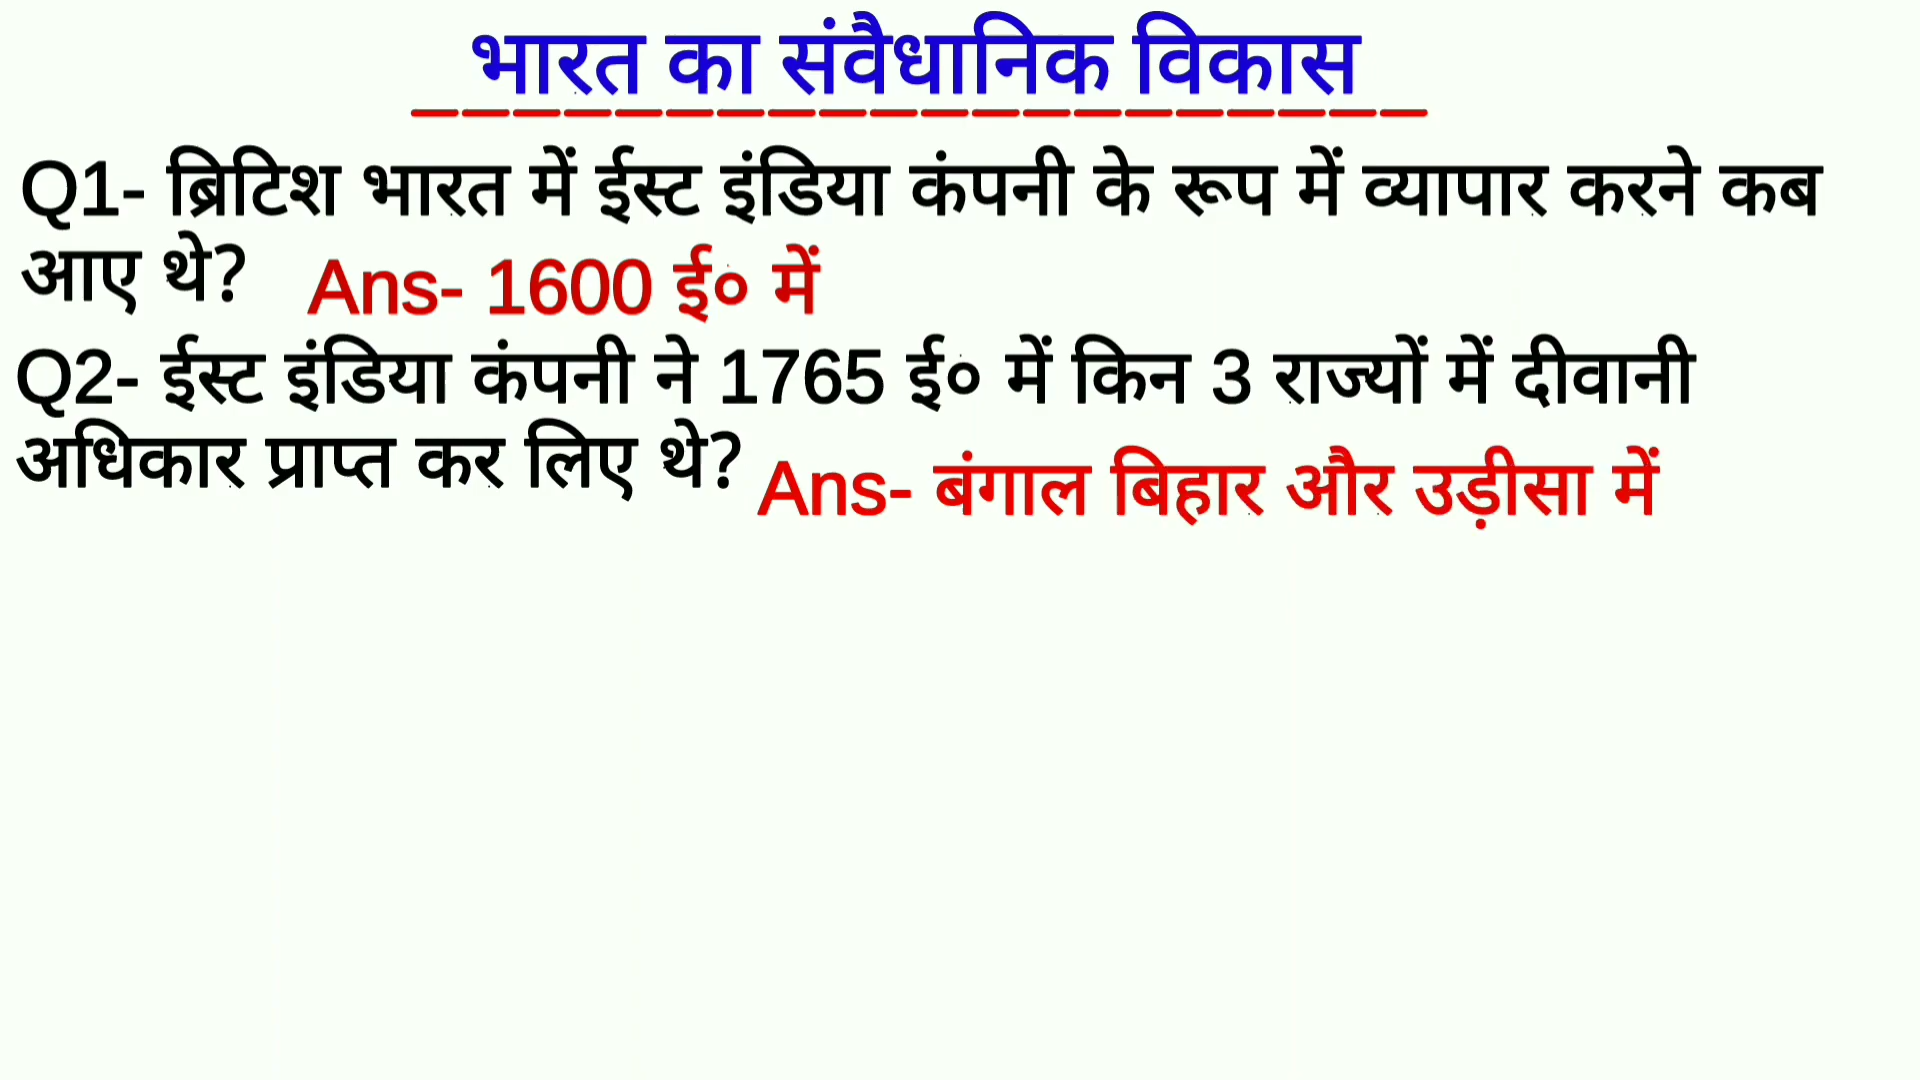 भारत का संवैधानिक विकास
Q1- ब्रिटिश भारत में ईस्ट इंडिया कंपनी के रूप में व्यापार करने कब
आए थे? Ans- 1600 ई० में
Q2- ईस्ट इंडिया कंपनी ने 1765 ई० में किन 3 राज्यों में दीवानी
अधिकार प्राप्त कर लिए थे? Ans- बंगाल बिहार और उड़ीसा में